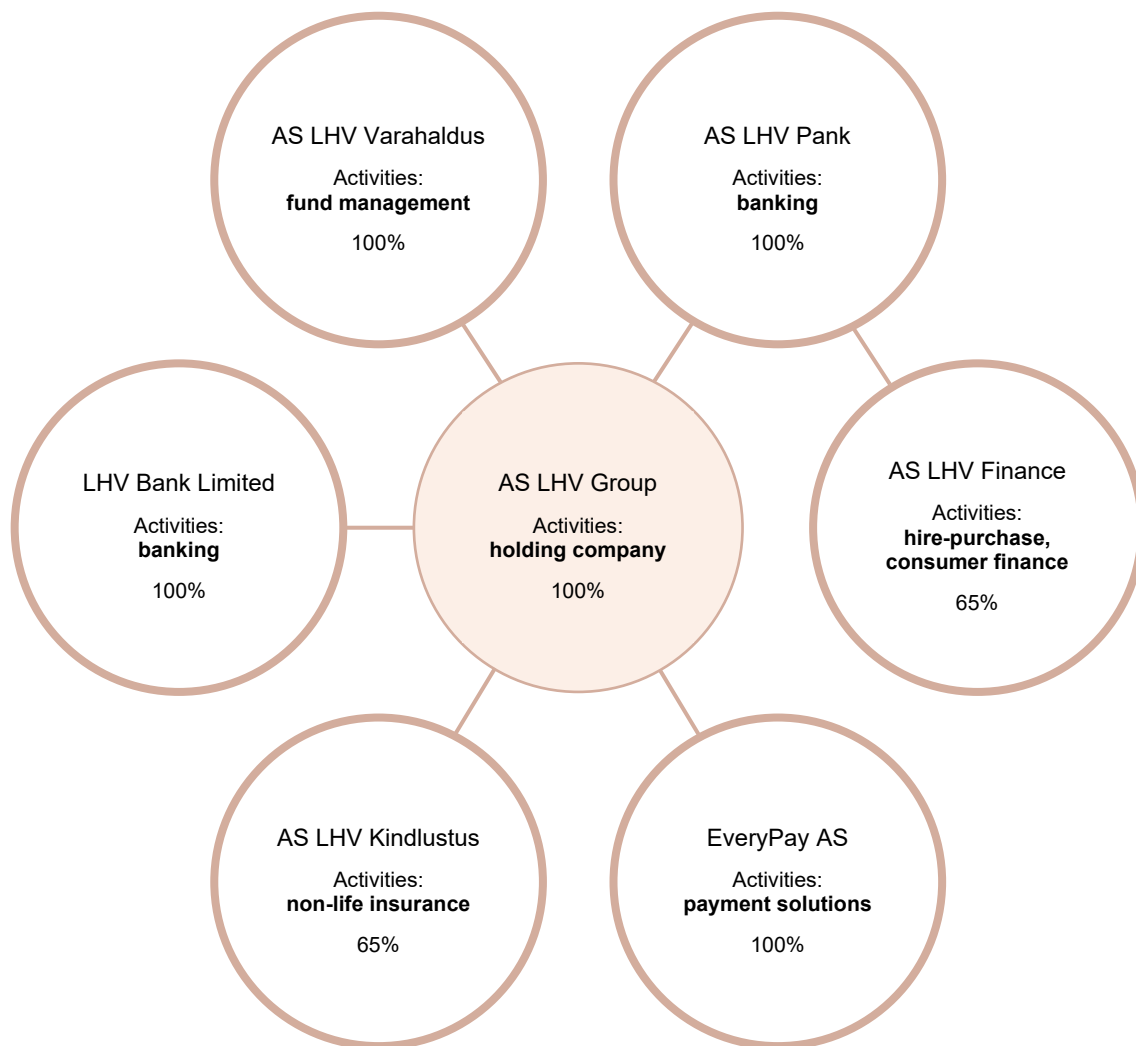 AS LHV Varahaldus
Activities:
fund management
100%
AS LHV Pank
Activities:
banking
100%
LHV Bank Limited
Activities:
banking
100%
AS LHV Group
Activities:
holding company
100%
AS LHV Finance
Activities:
hire-purchase,
consumer finance
65%
AS LHV Kindlustus
Activities:
non-life insurance
65%
EveryPay AS
Activities:
payment solutions
100%